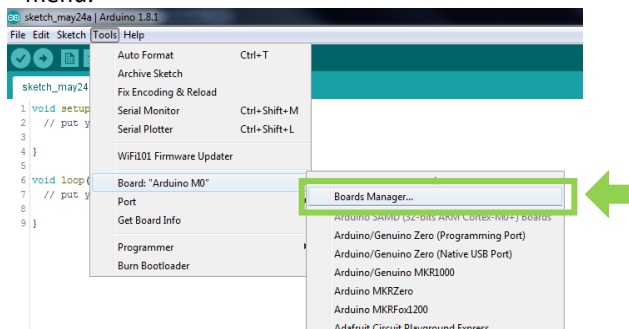 menu.
sketch_may24a | Arduino 1.8.1
File Edit Sketch Tools Help
sketch_may24
1 void setup
2 // put y
3
4 }
5
6 void loop(
7 // put y
8
9 }
Auto Format Ctrl+T
Archive Sketch
Fix Encoding & Reload
Serial Monitor Ctrl+Shift+M
Serial Plotter Ctrl+Shift+L
WiFi101 Firmware Updater
Board: "Arduino M0"
Port
Get Board Info
Programmer
Burn Bootloader
Boards Manager...
Arduino SAMD (32-bits ARM Cortex-M0+) Boards
Arduino/Genuino Zero (Programming Port)
Arduino/Genuino Zero (Native USB Port)
Arduino/Genuino MKR1000
Arduino MKRZero
Arduino MKRFox1200
Adafruit Circuit Playground Express